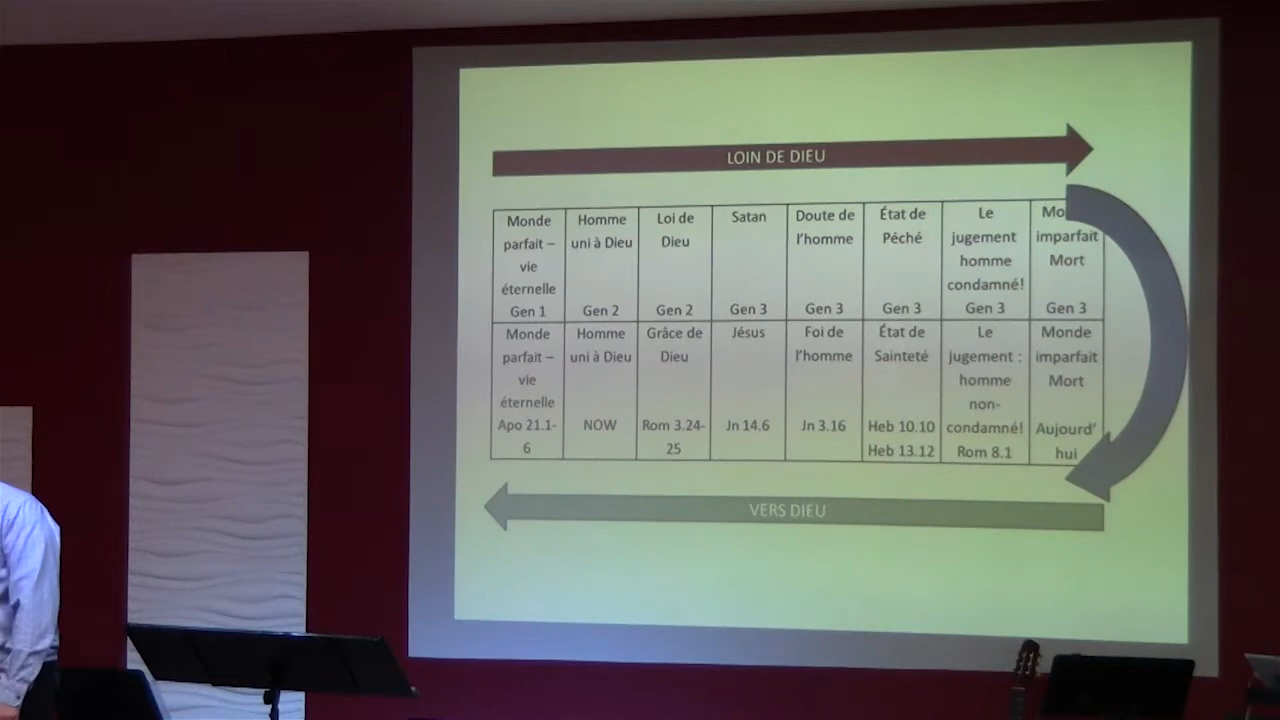 LOIN DE DIEU
Monde
parfait –
vie
éternelle
Gen 1
Homme
uni à Dieu
Gen 2
Loi de
Dieu
Gen 2
Satan
Gen 3
Doute de
l'homme
Gen 3
État de
Péché
Gen 3
Le
jugement
homme
condamné!
Gen 3
Mo
imparfait
Mort
Gen 3
Monde
parfait –
vie
éternelle
Apo 21.1-
6
Homme
uni à Dieu
NOW
Grâce de
Dieu
Rom 3.24-
25
Jésus
Jn 14.6
Foi de
l'homme
Jn 3.16
État de
Sainteté
Heb 10.10
Heb 13.12
Le
jugement :
homme
non-
condamné!
Rom 8.1
Monde
imparfait
Mort
Aujourd'
hui
VERS DIEU